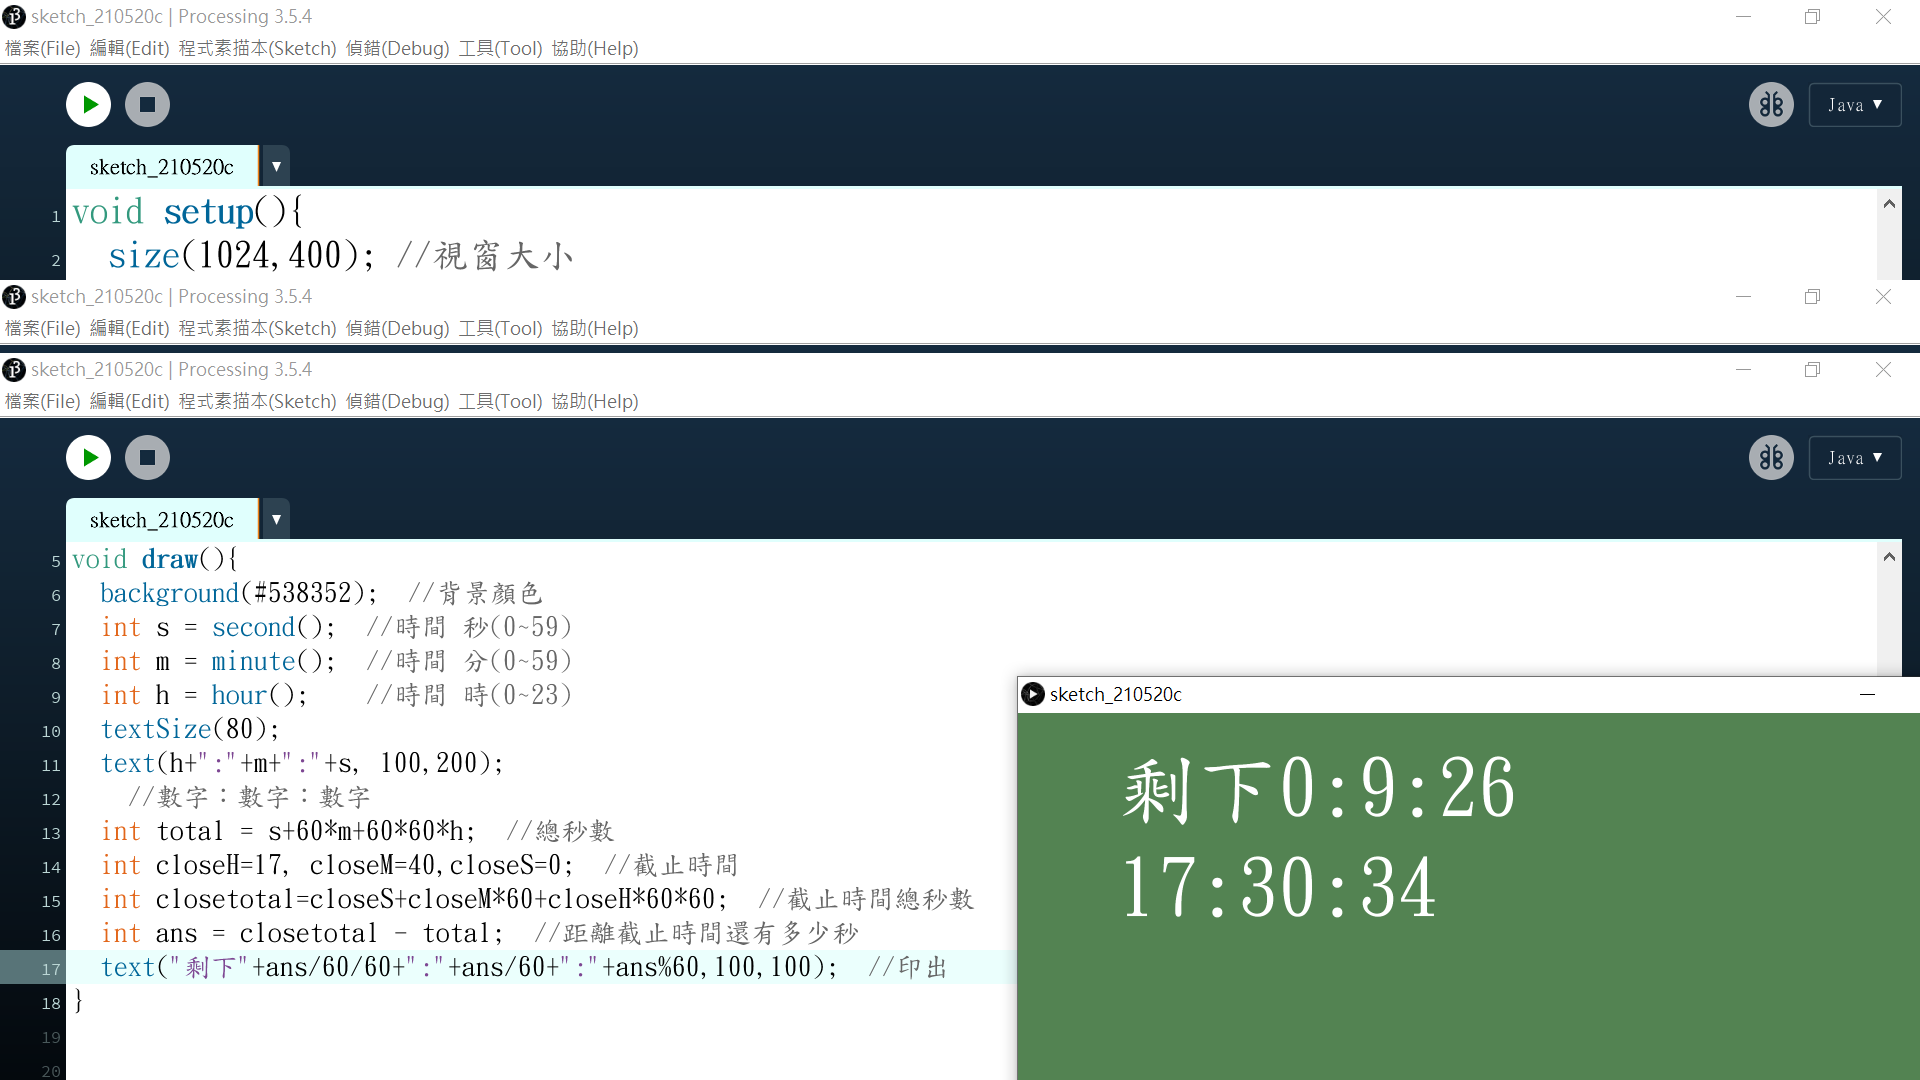 sketch_210520c | Processing 3.5.4
檔案(File) 編輯(Edit) 程式素描本(Sketch) 偵錯(Debug) 工具(Tool) 協助(Help)
Java ▼
sketch_210520c ▼
1 void setup(){
2 size(1024,400); //視窗大小
sketch_210520c | Processing 3.5.4
檔案(File) 編輯(Edit) 程式素描本(Sketch) 偵錯(Debug) 工具(Tool) 協助(Help)
sketch_210520c | Processing 3.5.4
檔案(File) 編輯(Edit) 程式素描本(Sketch) 偵錯(Debug) 工具(Tool) 協助(Help)
Java ▼
sketch_210520c ▼
5 void draw(){
6 background(#538352); //背景顏色
7 int s = second(); //時間 秒(0~59)
8 int m = minute(); //時間 分(0~59)
9 int h = hour(); //時間 時(0~23)
10 textSize(80);
11 text(h+":"+m+":"+s, 100,200);
12 //數字：數字：數字
13 int total = s+60*m+60*60*h; //總秒數
14 int closeH=17, closeM=40,closeS=0; //截止時間
15 int closetotal=closeS+closeM*60+closeH*60*60; //截止時間總秒數
16 int ans = closetotal - total; //距離截止時間還有多少秒
17 text("剩下"+ans/60/60+":"+ans/60+":"+ans%60,100,100); //印出
18 }
19
20
sketch_210520c
剩下0:9:26
17:30:34